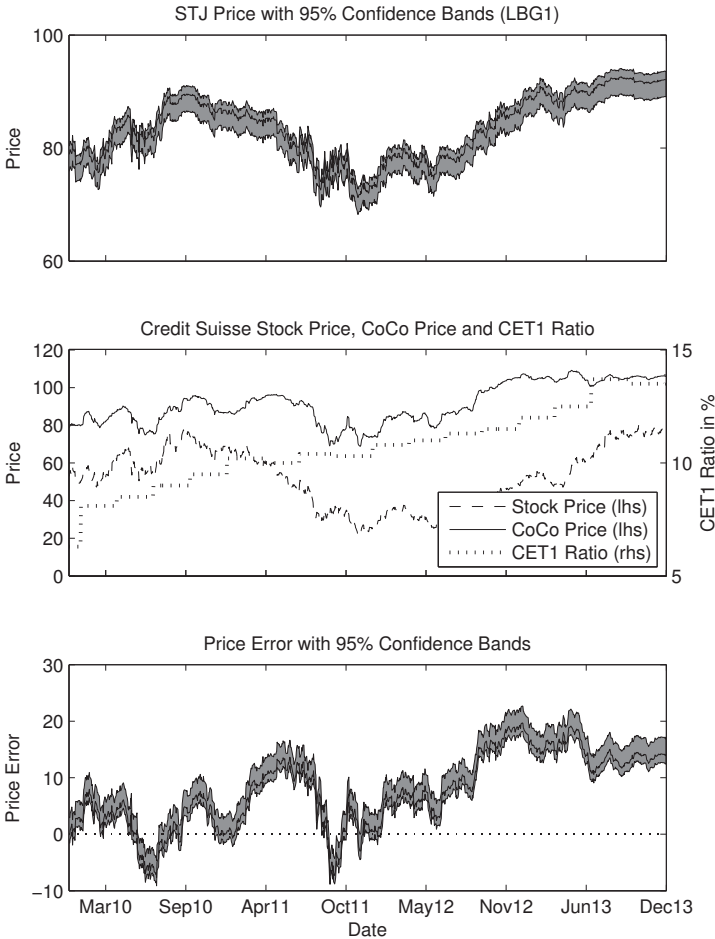 STJ Price with 95% Confidence Bands (LBG1)
100
80
60
Price
Credit Suisse Stock Price, CoCo Price and CET1 Ratio
120
100
80
60
40
20
0
Price
15
10
5
CET1 Ratio in %
Stock Price (lhs)
CoCo Price (lhs)
CET1 Ratio (rhs)
Price Error with 95% Confidence Bands
30
20
10
0
−10
Price Error
Mar10 Sep10 Apr11 Oct11 May12 Nov12 Jun13 Dec13
Date